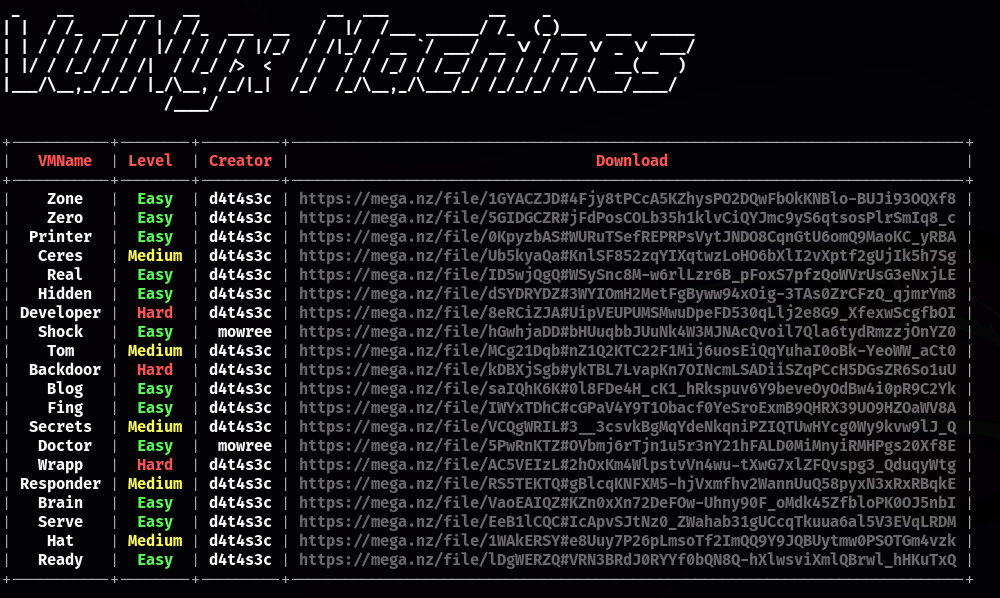 VulNyx Machines
VMName | Level | Creator | Download
Zone | Easy | d4t4s3c | https://mega.nz/file/1GYACZJD#4Fjy8tPCcA5KZhysPO2DQwFbOkKNBlo-BUJi93OQXf8
Zero | Easy | d4t4s3c | https://mega.nz/file/5GIDGCZR#jFdPosCOLb35h1klvCiQYJmc9yS6qtsosPlrSmIq8_c
Printer | Easy | d4t4s3c | https://mega.nz/file/0KpyzbAS#WURuTSefREPRPsVytJNDO8CqnGtU6omQ9MaoKC_yRBA
Ceres | Medium | d4t4s3c | https://mega.nz/file/Ub5kyaQa#KnlSF852zqYIXqtwzLoHO6bXlI2vXptf2gUjIk5h7Sg
Real | Easy | d4t4s3c | https://mega.nz/file/ID5wjQgQ#WSySnc8M-w6rlLzr6B_pFoxS7pfzQoWVrUsG3eNxjLE
Hidden | Easy | d4t4s3c | https://mega.nz/file/dSYDRYDZ#3WYIOmH2MetFgByww94xOig-3TAs0ZrCFzQ_qjmrYm8
Developer | Hard | d4t4s3c | https://mega.nz/file/8eRCiZJA#UipVEUPUMSMwuDpeFD530qLlj2e8G9_XfexwScgfbOI
Shock | Easy | mowree | https://mega.nz/file/hGwhjaDD#bHUuqbbJUuNk4W3MJNAcQvoil7Qla6tydRmzzjOnYZ0
Tom | Medium | d4t4s3c | https://mega.nz/file/MCg21Dqb#nZ1Q2KTC22F1Mij6uosEiQqYuhaI0oBk-YeoWW_aCt0
Backdoor | Hard | d4t4s3c | https://mega.nz/file/kDBXjSgb#ykTBL7LvapKn7OINcmLSADiiSZqPCcH5DGsZR6So1uU
Blog | Easy | d4t4s3c | https://mega.nz/file/saIQhK6K#0l8FDe4H_cK1_hRkspuv6Y9beveOyOdBw4i0pR9C2Yk
Fing | Easy | d4t4s3c | https://mega.nz/file/IWYxTDhC#cGPaV4Y9T1Obacf0YeSroExmB9QHRX39UO9HZOaWV8A
Secrets | Medium | d4t4s3c | https://mega.nz/file/VCQgWRIL#3__3csvkBgMqYdeNkqniPZIQTUwHYcg0Wy9kvw9lJ_Q
Doctor | Easy | mowree | https://mega.nz/file/5PwRnKTZ#OVbmj6rTjn1u5r3nY21hFALD0MiMnyiRMHPgs20Xf8E
Wrapp | Hard | d4t4s3c | https://mega.nz/file/AC5VEIzL#2hOxKm4WlpstvVn4wu-tXwG7xlZFQvspg3_QduqyWtg
Responder | Medium | d4t4s3c | https://mega.nz/file/RS5TEKTQ#gBlcqKNFXM5-hjVxmfhv2WannUuQ58pyxN3xRxRBqkE
Brain | Easy | d4t4s3c | https://mega.nz/file/VaoEAIQZ#KZn0xXn72DeFOw-Uhny90F_oMdk45ZfbloPK0OJ5nbI
Serve | Easy | d4t4s3c | https://mega.nz/file/EeB1lCQC#IcApvSJtNz0_ZWahab31gUCcqTkuua6al5V3EVqLRDM
Hat | Medium | d4t4s3c | https://mega.nz/file/1WAkERSY#e8Uuy7P26pLmsoTf2ImQQ9Y9JQBUytmw0PSOTGm4vzk
Ready | Easy | d4t4s3c | https://mega.nz/file/lDgWERZQ#VRN3BRdJ0RYYf0bQN8Q-hXlwsviXmlQBrwl_hHKuTxQ